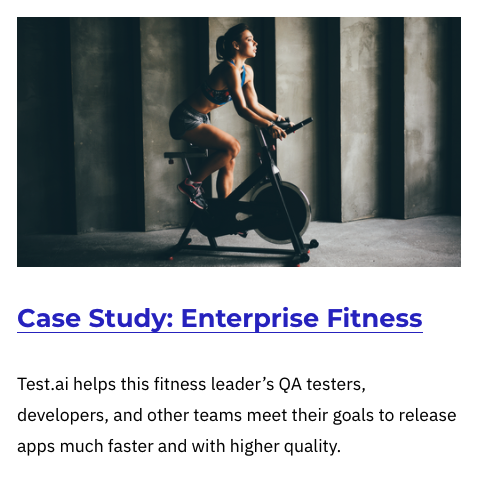 Case Study: Enterprise Fitness
Test.ai helps this fitness leader’s QA testers,
developers, and other teams meet their goals to release
apps much faster and with higher quality.